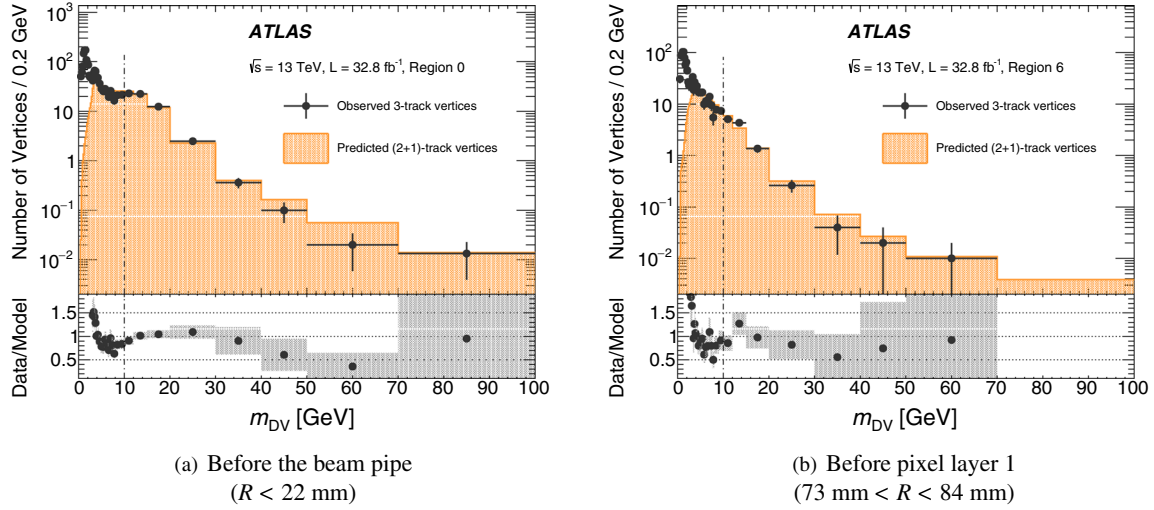 ATLAS
√s = 13 TeV, L = 32.8 fb⁻¹, Region 0
Observed 3-track vertices
Predicted (2+1)-track vertices
Number of Vertices / 0.2 GeV
10³
10²
10
1
10⁻¹
10⁻²
Data/Model
1.5
1
0.5
0 10 20 30 40 50 60 70 80 90 100
m_DV [GeV]
(a) Before the beam pipe
(R < 22 mm)
ATLAS
√s = 13 TeV, L = 32.8 fb⁻¹, Region 6
Observed 3-track vertices
Predicted (2+1)-track vertices
Number of Vertices / 0.2 GeV
10²
10
1
10⁻¹
10⁻²
Data/Model
1.5
1
0.5
0 10 20 30 40 50 60 70 80 90 100
m_DV [GeV]
(b) Before pixel layer 1
(73 mm < R < 84 mm)